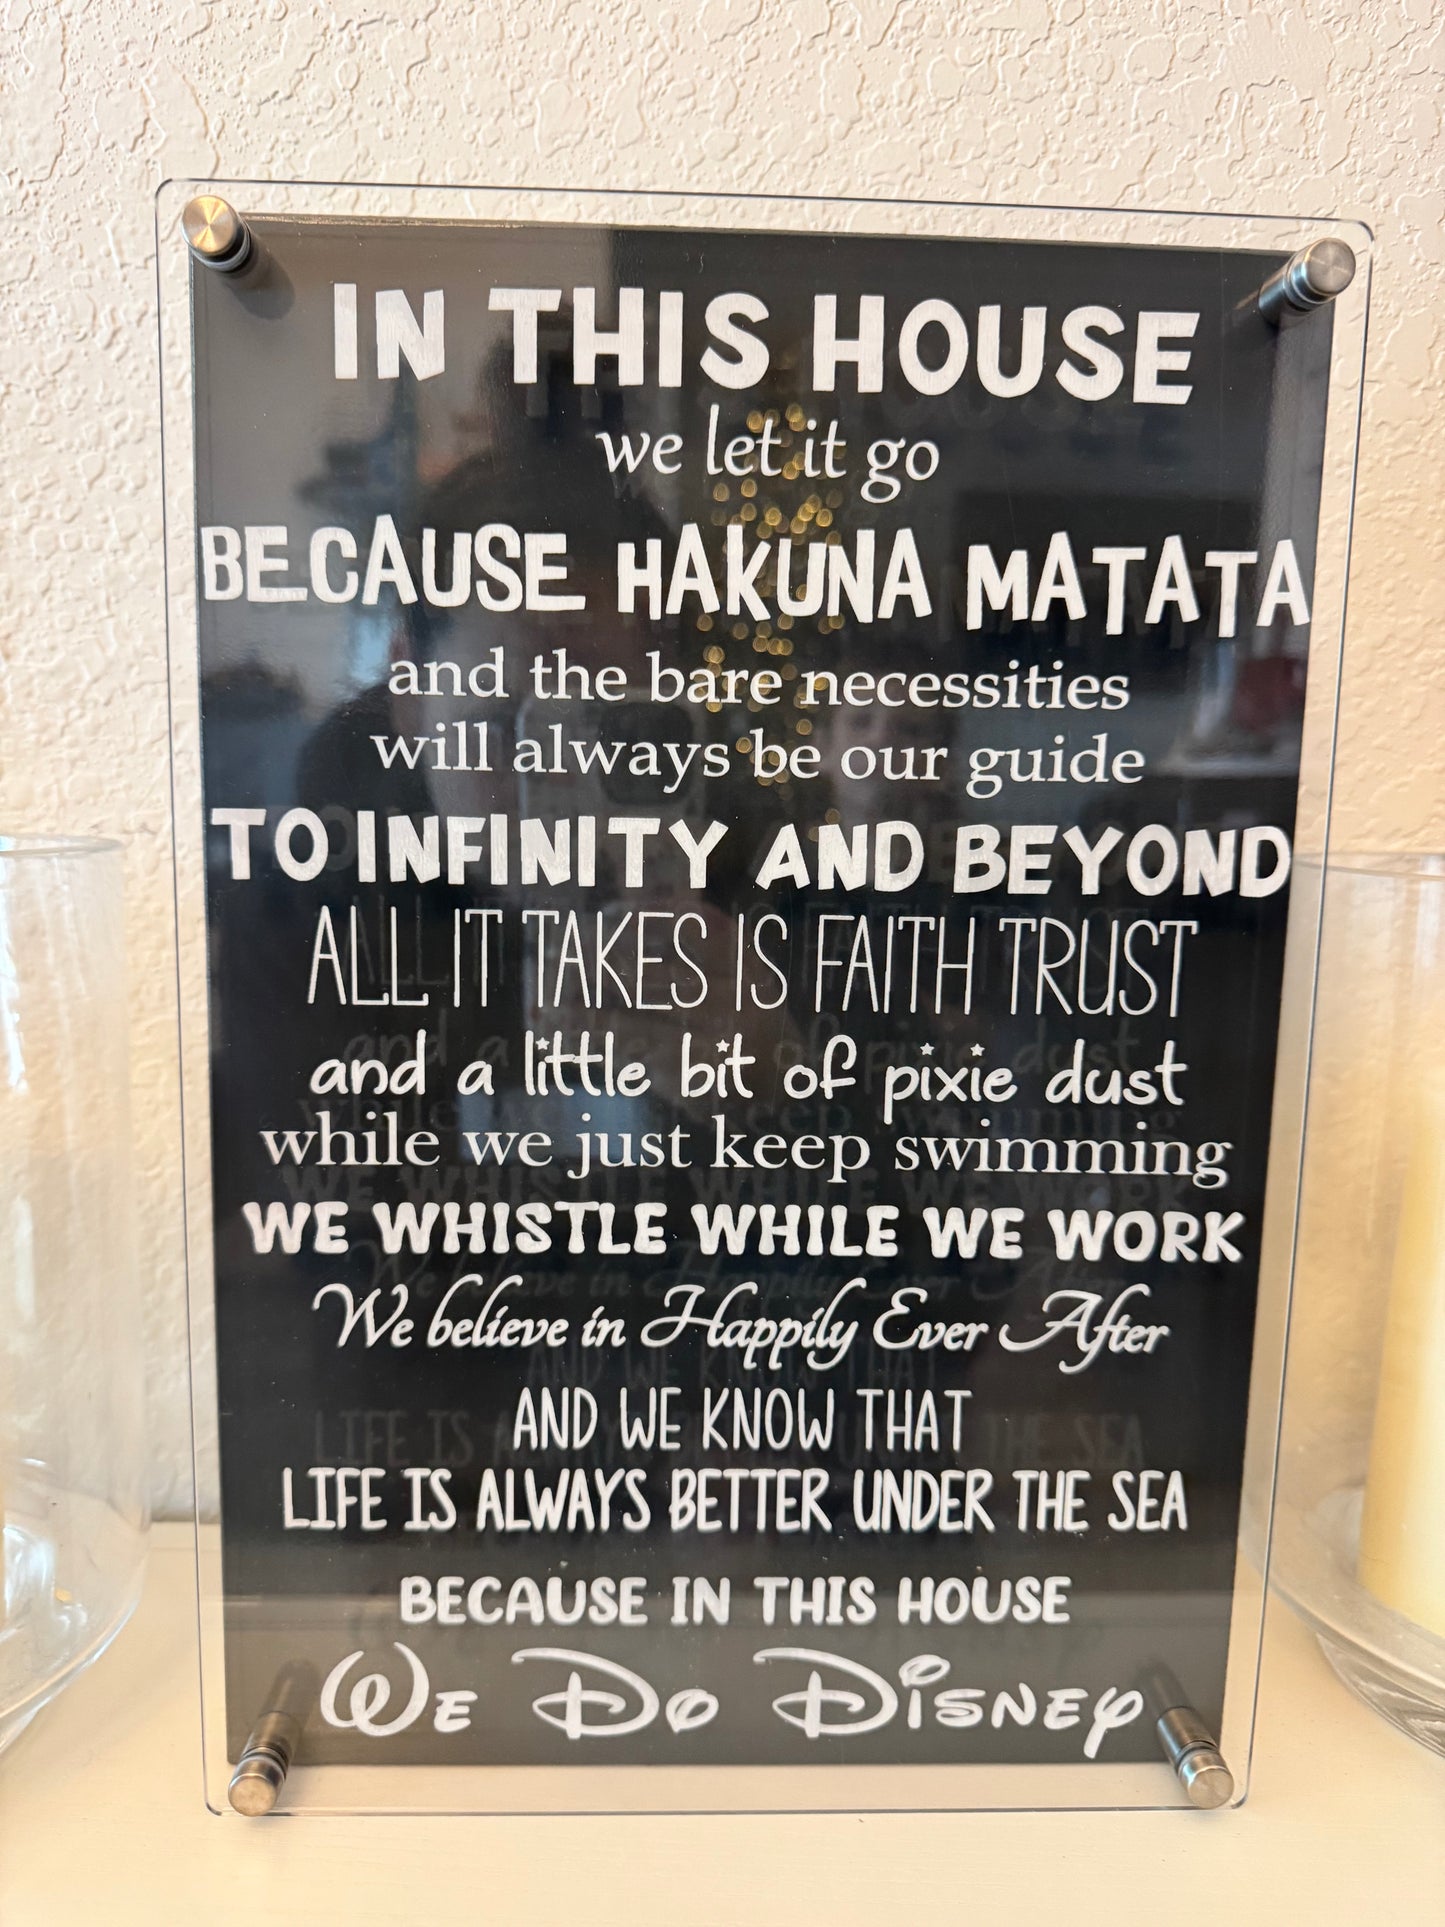 IN THIS HOUSE
we let it go
BECAUSE HAKUNA MATATA
and the bare necessities
will always be our guide
TO INFINITY AND BEYOND
ALL IT TAKES IS FAITH TRUST
and a little bit of pixie dust
while we just keep swimming
WE WHISTLE WHILE WE WORK
We believe in Happily Ever After
AND WE KNOW THAT
LIFE IS ALWAYS BETTER UNDER THE SEA
BECAUSE IN THIS HOUSE
We Do Disney